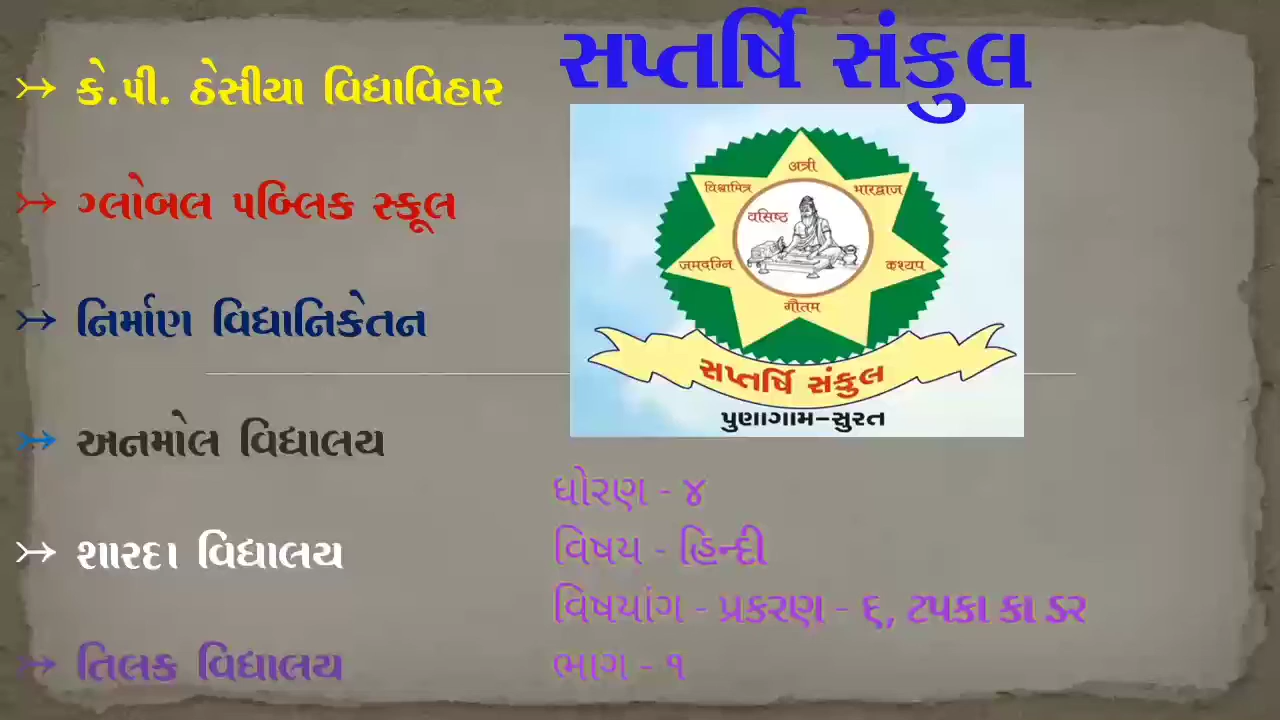 સપ્તર્ષિ સંકુલ
↣ કે.પી. ઠેસીયા વિદ્યાવિહાર
↣ ગ્લોબલ પબ્લિક સ્કૂલ
↣ નિર્માણ વિદ્યાનિકેતન
↣ અનમોલ વિદ્યાલય
↣ શારદા વિદ્યાલય
↣ તિલક વિદ્યાલય
अत्री
विश्वामित्र
भारद्वाज
वसिष्ठ
जमदग्नि
कश्यप
गौतम
સપ્તર્ષિ સંકુલ
પુણાગામ-સુરત
ધોરણ - ૪
વિષય - હિન્દી
વિષયાંગ - પ્રકરણ - ૬, ટપકા કા ડર
ભાગ - ૧